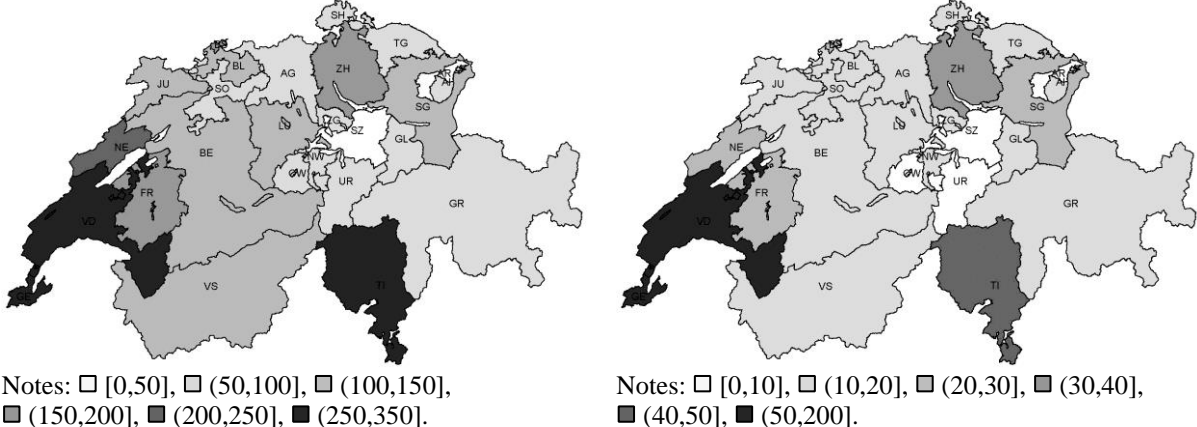 SH
TG
BL
ZH
AG
AR
AI
JU
SO
SG
ZG
LU
SZ
NE
GL
BE
NW
OW
UR
FR
GR
VD
VS
TI
GE
Notes: □ [0,50], □ (50,100], □ (100,150],
□ (150,200], □ (200,250], ■ (250,350].
SH
TG
BL
ZH
AG
AR
AI
JU
SO
SG
ZG
LU
SZ
NE
GL
BE
NW
OW
UR
FR
GR
VD
VS
TI
GE
Notes: □ [0,10], □ (10,20], □ (20,30], □ (30,40],
□ (40,50], ■ (50,200].